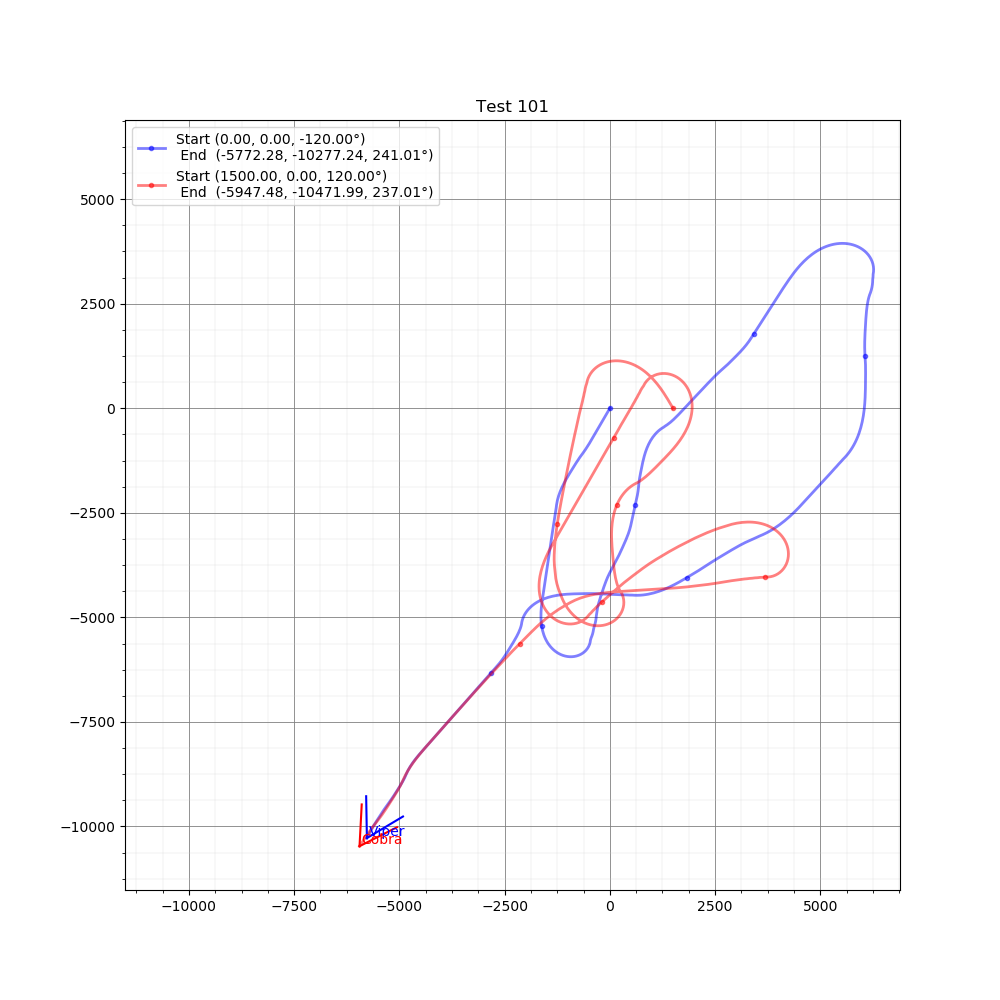 Test 101
Start (0.00, 0.00, -120.00°)
End (-5772.28, -10277.24, 241.01°)
Start (1500.00, 0.00, 120.00°)
End (-5947.48, -10471.99, 237.01°)
5000
2500
0
−2500
−5000
−7500
−10000
Viper
Cobra
−10000 −7500 −5000 −2500 0 2500 5000